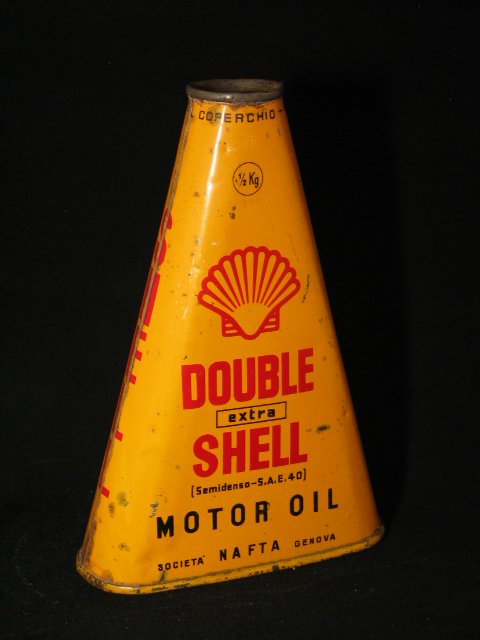 COPERCHIO
½ Kg
DOUBLE
extra
SHELL
(Semidenso-S.A.E.40)
MOTOR OIL
SOCIETA' NAFTA GENOVA